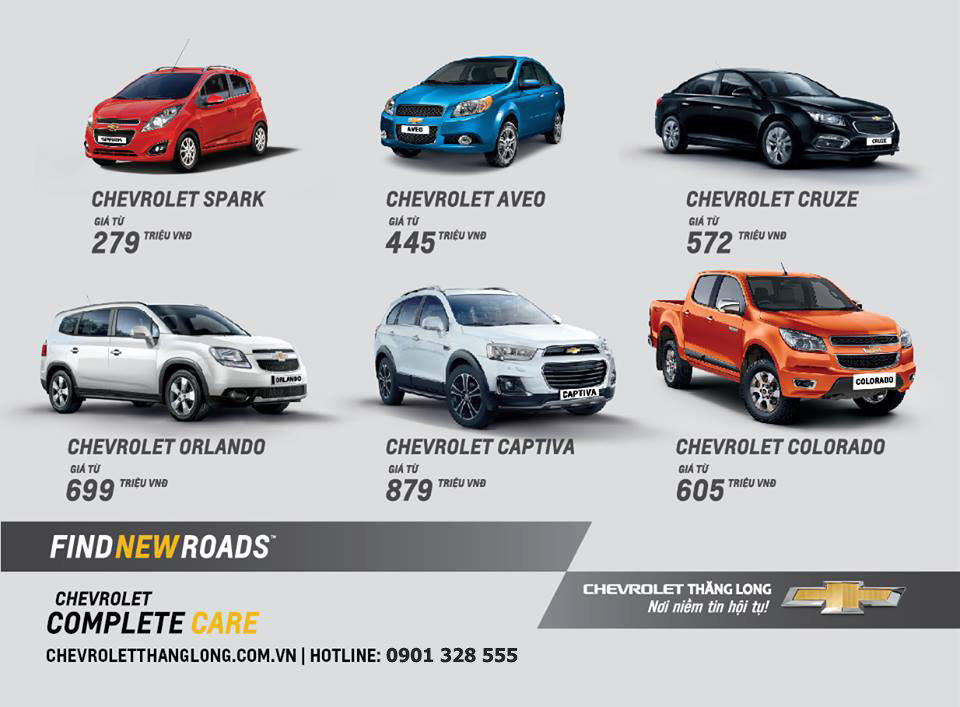 SPARK
AVEO
CRUZE
CHEVROLET SPARK
GIÁ TỪ
279 TRIỆU VNĐ
CHEVROLET AVEO
GIÁ TỪ
445 TRIỆU VNĐ
CHEVROLET CRUZE
GIÁ TỪ
572 TRIỆU VNĐ
ORLANDO
CAPTIVA
COLORADO
CHEVROLET ORLANDO
GIÁ TỪ
699 TRIỆU VNĐ
CHEVROLET CAPTIVA
GIÁ TỪ
879 TRIỆU VNĐ
CHEVROLET COLORADO
GIÁ TỪ
605 TRIỆU VNĐ
FIND NEW ROADS™
CHEVROLET THĂNG LONG
Nơi niềm tin hội tụ!
CHEVROLET
COMPLETE CARE
CHEVROLETTHANGLONG.COM.VN | HOTLINE: 0901 328 555